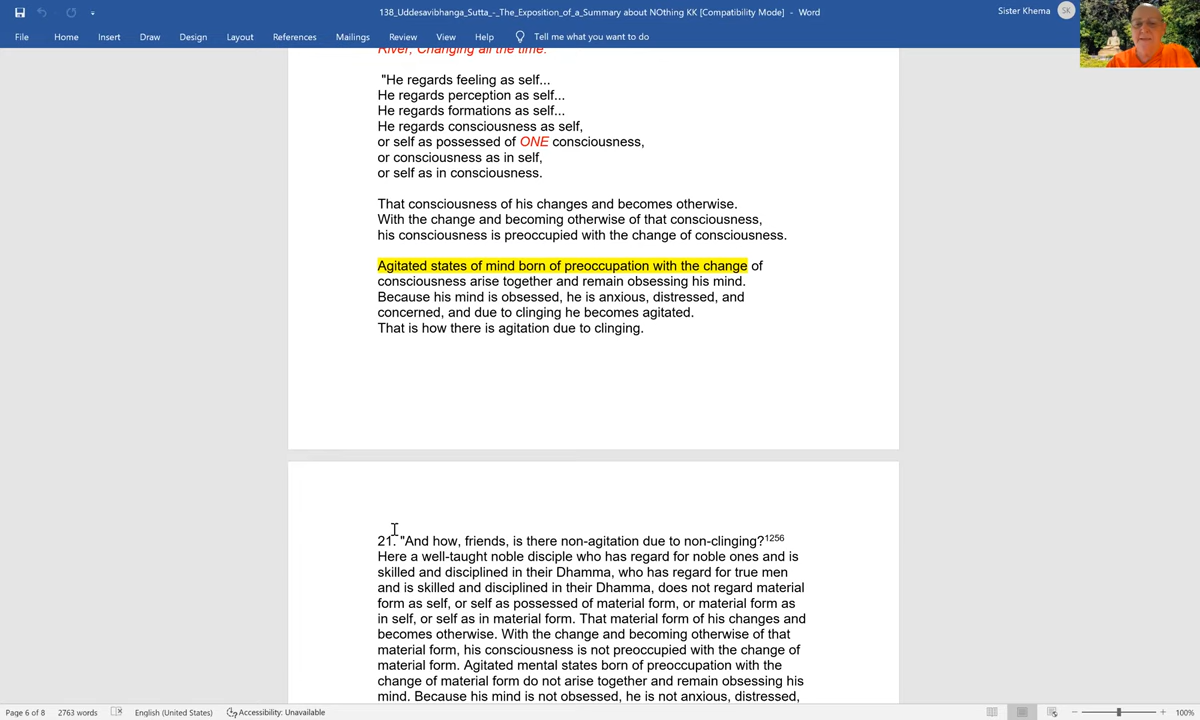 138_Uddesavibhanga_Sutta_-_The_Exposition_of_a_Summary about NOthing KK [Compatibility Mode] - Word
Sister Khema
SK
File Home Insert Draw Design Layout References Mailings Review View Help Tell me what you want to do
River, Changing all the time.
"He regards feeling as self...
He regards perception as self...
He regards formations as self...
He regards consciousness as self,
or self as possessed of ONE consciousness,
or consciousness as in self,
or self as in consciousness.
That consciousness of his changes and becomes otherwise.
With the change and becoming otherwise of that consciousness,
his consciousness is preoccupied with the change of consciousness.
Agitated states of mind born of preoccupation with the change of
consciousness arise together and remain obsessing his mind.
Because his mind is obsessed, he is anxious, distressed, and
concerned, and due to clinging he becomes agitated.
That is how there is agitation due to clinging.
21. "And how, friends, is there non-agitation due to non-clinging?1256
Here a well-taught noble disciple who has regard for noble ones and is
skilled and disciplined in their Dhamma, who has regard for true men
and is skilled and disciplined in their Dhamma, does not regard material
form as self, or self as possessed of material form, or material form as
in self, or self as in material form. That material form of his changes and
becomes otherwise. With the change and becoming otherwise of that
material form, his consciousness is not preoccupied with the change of
material form. Agitated mental states born of preoccupation with the
change of material form do not arise together and remain obsessing his
mind. Because his mind is not obsessed, he is not anxious, distressed,
Page 6 of 8 2763 words English (United States) Accessibility: Unavailable
100%